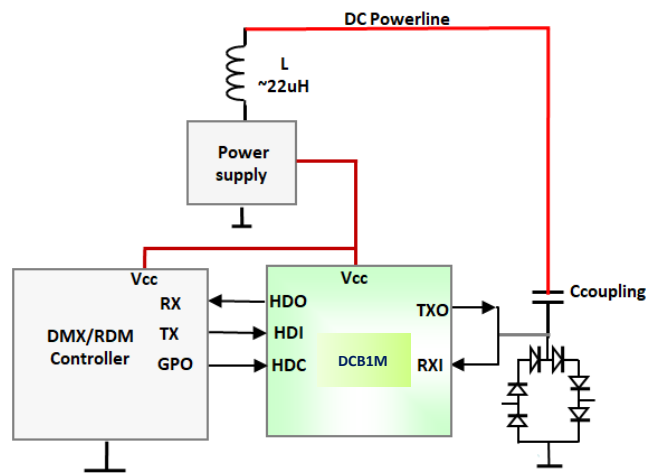 DC Powerline
L
~22uH
Power
supply
Vcc
Vcc
RX
HDO
TXO
Ccoupling
DMX/RDM
Controller
TX
HDI
GPO
HDC
DCB1M
RXI